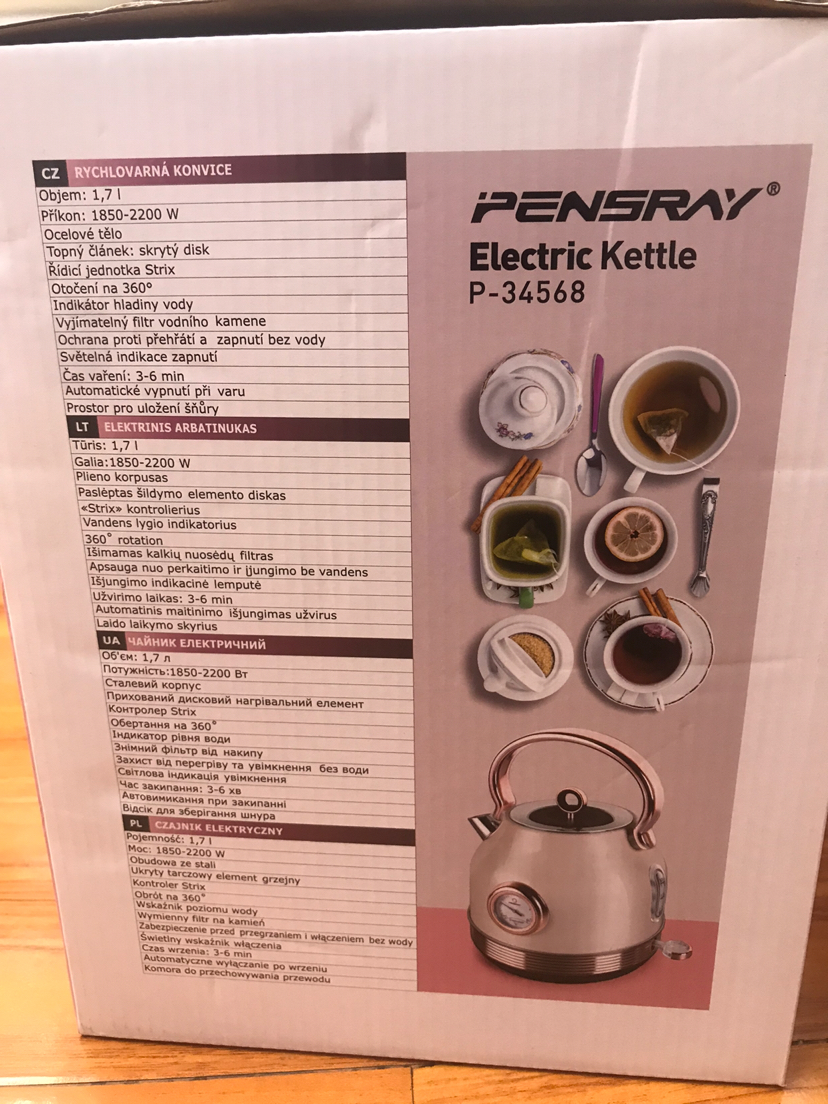 CZ RYCHLOVARNÁ KONVICE
Objem: 1,7 l
Příkon: 1850-2200 W
Ocelové tělo
Topný článek: skrytý disk
Řídicí jednotka Strix
Otočení na 360°
Indikátor hladiny vody
Vyjímatelný filtr vodního kamene
Ochrana proti přehřátí a zapnutí bez vody
Světelná indikace zapnutí
Čas vaření: 3-6 min
Automatické vypnutí při varu
Prostor pro uložení šňůry
LT ELEKTRINIS ARBATINUKAS
Tūris: 1,7 l
Galia:1850-2200 W
Plieno korpusas
Paslėptas šildymo elemento diskas
«Strix» kontrolierius
Vandens lygio indikatorius
360° rotation
Išimamas kalkių nuosėdų filtras
Apsauga nuo perkaitimo ir įjungimo be vandens
Išjungimo indikacinė lemputė
Užvirimo laikas: 3-6 min
Automatinis maitinimo išjungimas užvirus
Laido laikymo skyrius
UA ЧАЙНИК ЕЛЕКТРИЧНИЙ
Об'єм: 1,7 л
Потужність:1850-2200 Вт
Сталевий корпус
Прихований дисковий нагрівальний елемент
Контролер Strix
Обертання на 360°
Індикатор рівня води
Знімний фільтр від накипу
Захист від перегріву та увімкнення без води
Світлова індикація увімкнення
Час закипання: 3-6 хв
Автовимикання при закипанні
Відсік для зберігання шнура
PL CZAJNIK ELEKTRYCZNY
Pojemność: 1,7 l
Moc: 1850-2200 W
Obudowa ze stali
Ukryty tarczowy element grzejny
Kontroler Strix
Obrót na 360°
Wskaźnik poziomu wody
Wymienny filtr na kamień
Zabezpieczenie przed przegrzaniem i włączeniem bez wody
Świetlny wskaźnik włączenia
Czas wrzenia: 3-6 min
Automatyczne wyłączanie po wrzeniu
Komora do przechowywania przewodu
PENSRAY®
Electric Kettle
P-34568